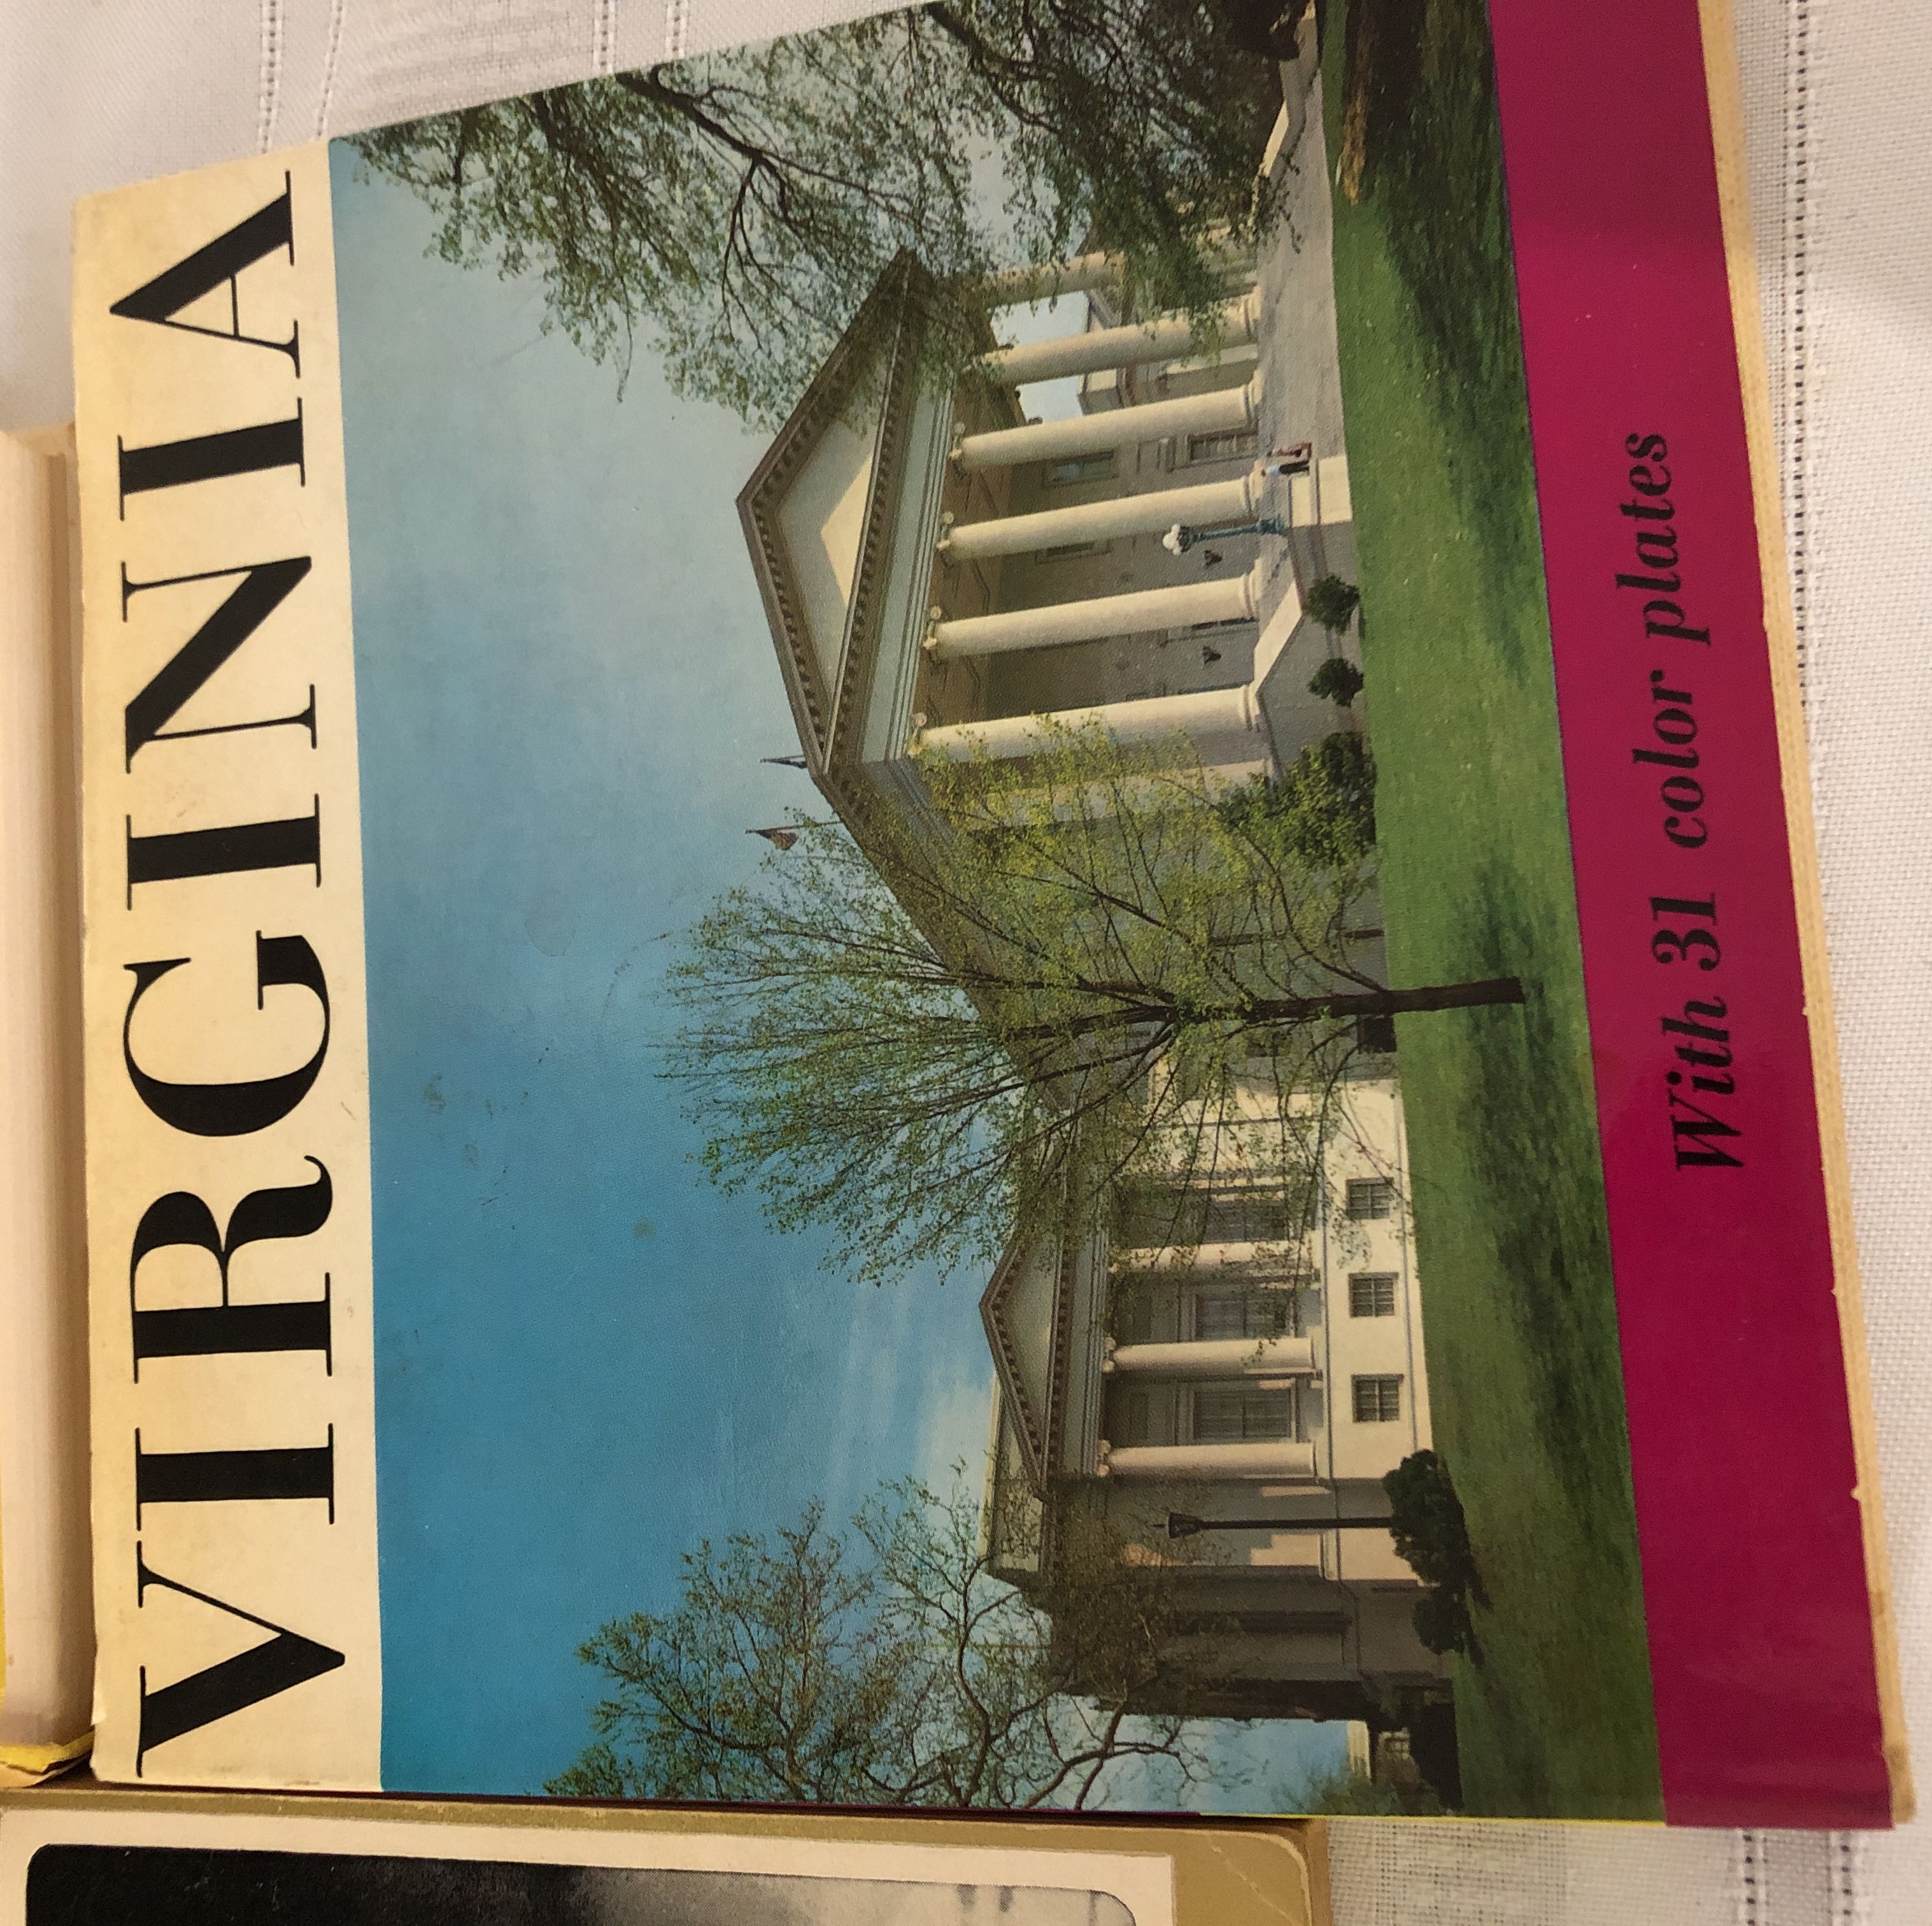 VIRGINIA
With 31 color plates